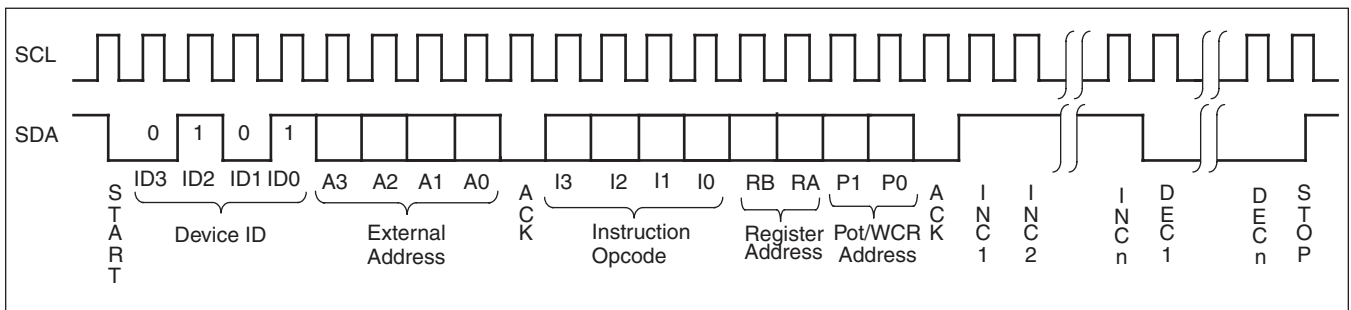 SCL
SDA
0 1 0 1
ID3 ID2 ID1 ID0 A3 A2 A1 A0 I3 I2 I1 I0 RB RA P1 P0
START
Device ID
External
Address
ACK
Instruction
Opcode
Register
Address
Pot/WCR
Address
ACK
INC1
INC2
INCn
DEC1
DECn
STOP